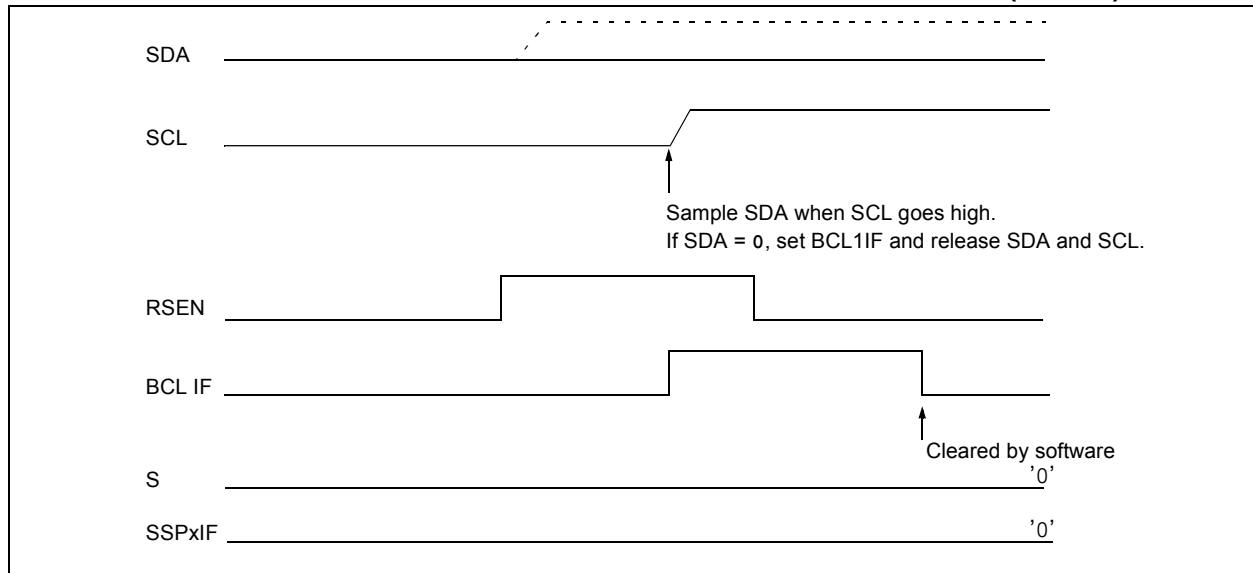 SDA
SCL
Sample SDA when SCL goes high.
If SDA = 0, set BCL1IF and release SDA and SCL.
RSEN
BCL IF
Cleared by software
S
'0'
SSPxIF
'0'